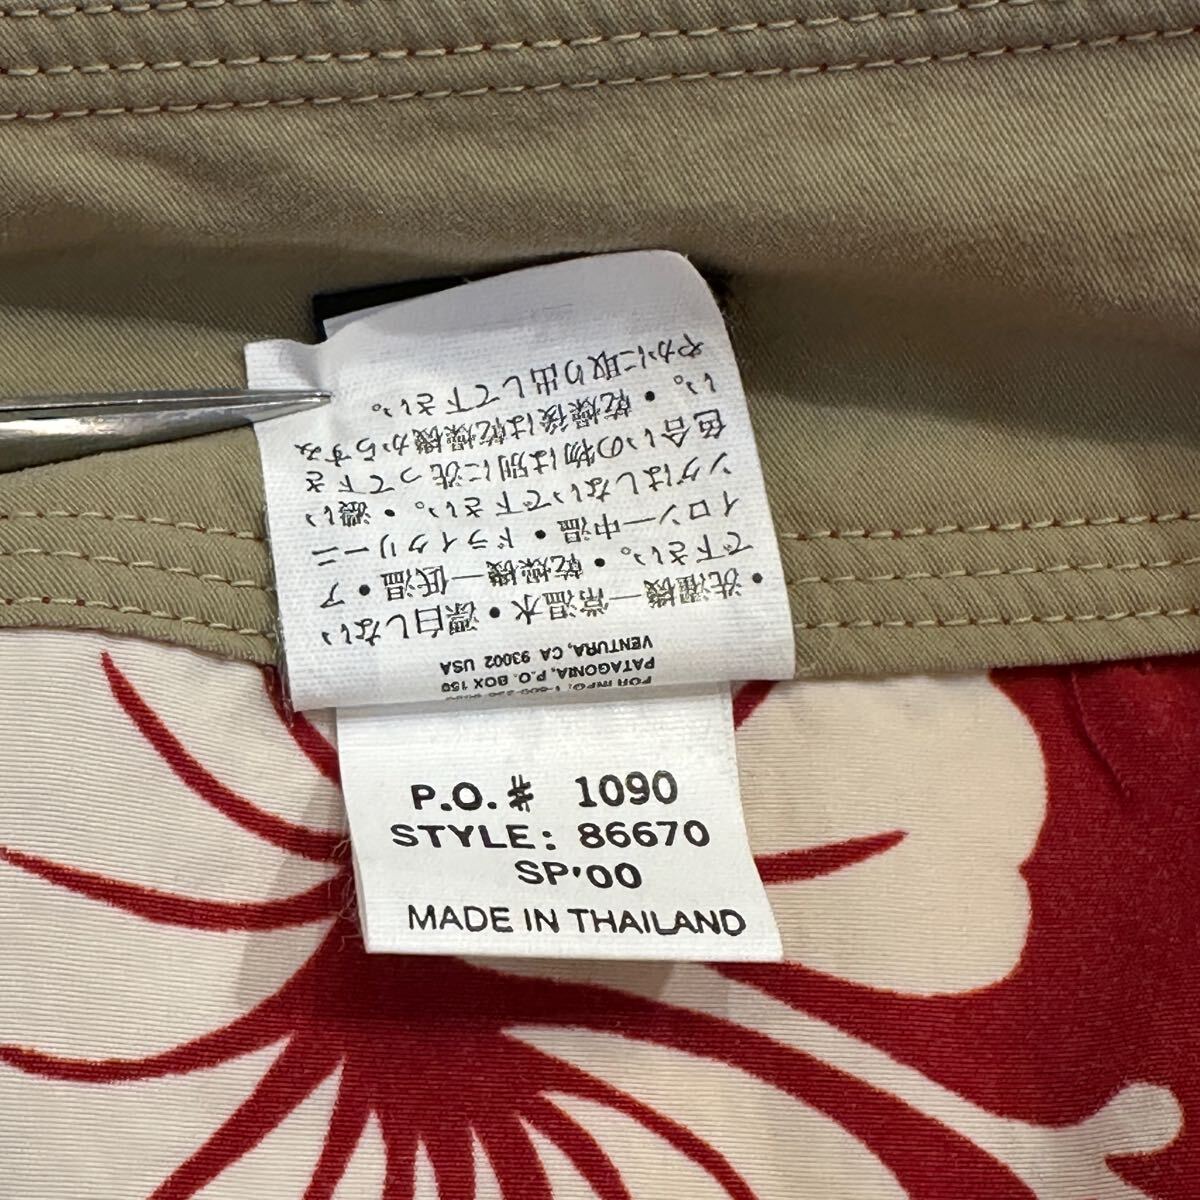 FOR INFO:
PATAGONIA, P.O. BOX 150
VENTURA, CA 93002 USA
•洗濯機一常温水•漂白しない
で下さい。•乾燥機一低温•ア
イロン一中温•ドライクリーニ
ングはしないで下さい。•濃い
色合いの物は別に洗って下さ
い。•乾燥後は乾燥機からすみ
やかに取り出して下さい。
P.O.# 1090
STYLE: 86670
SP'00
MADE IN THAILAND